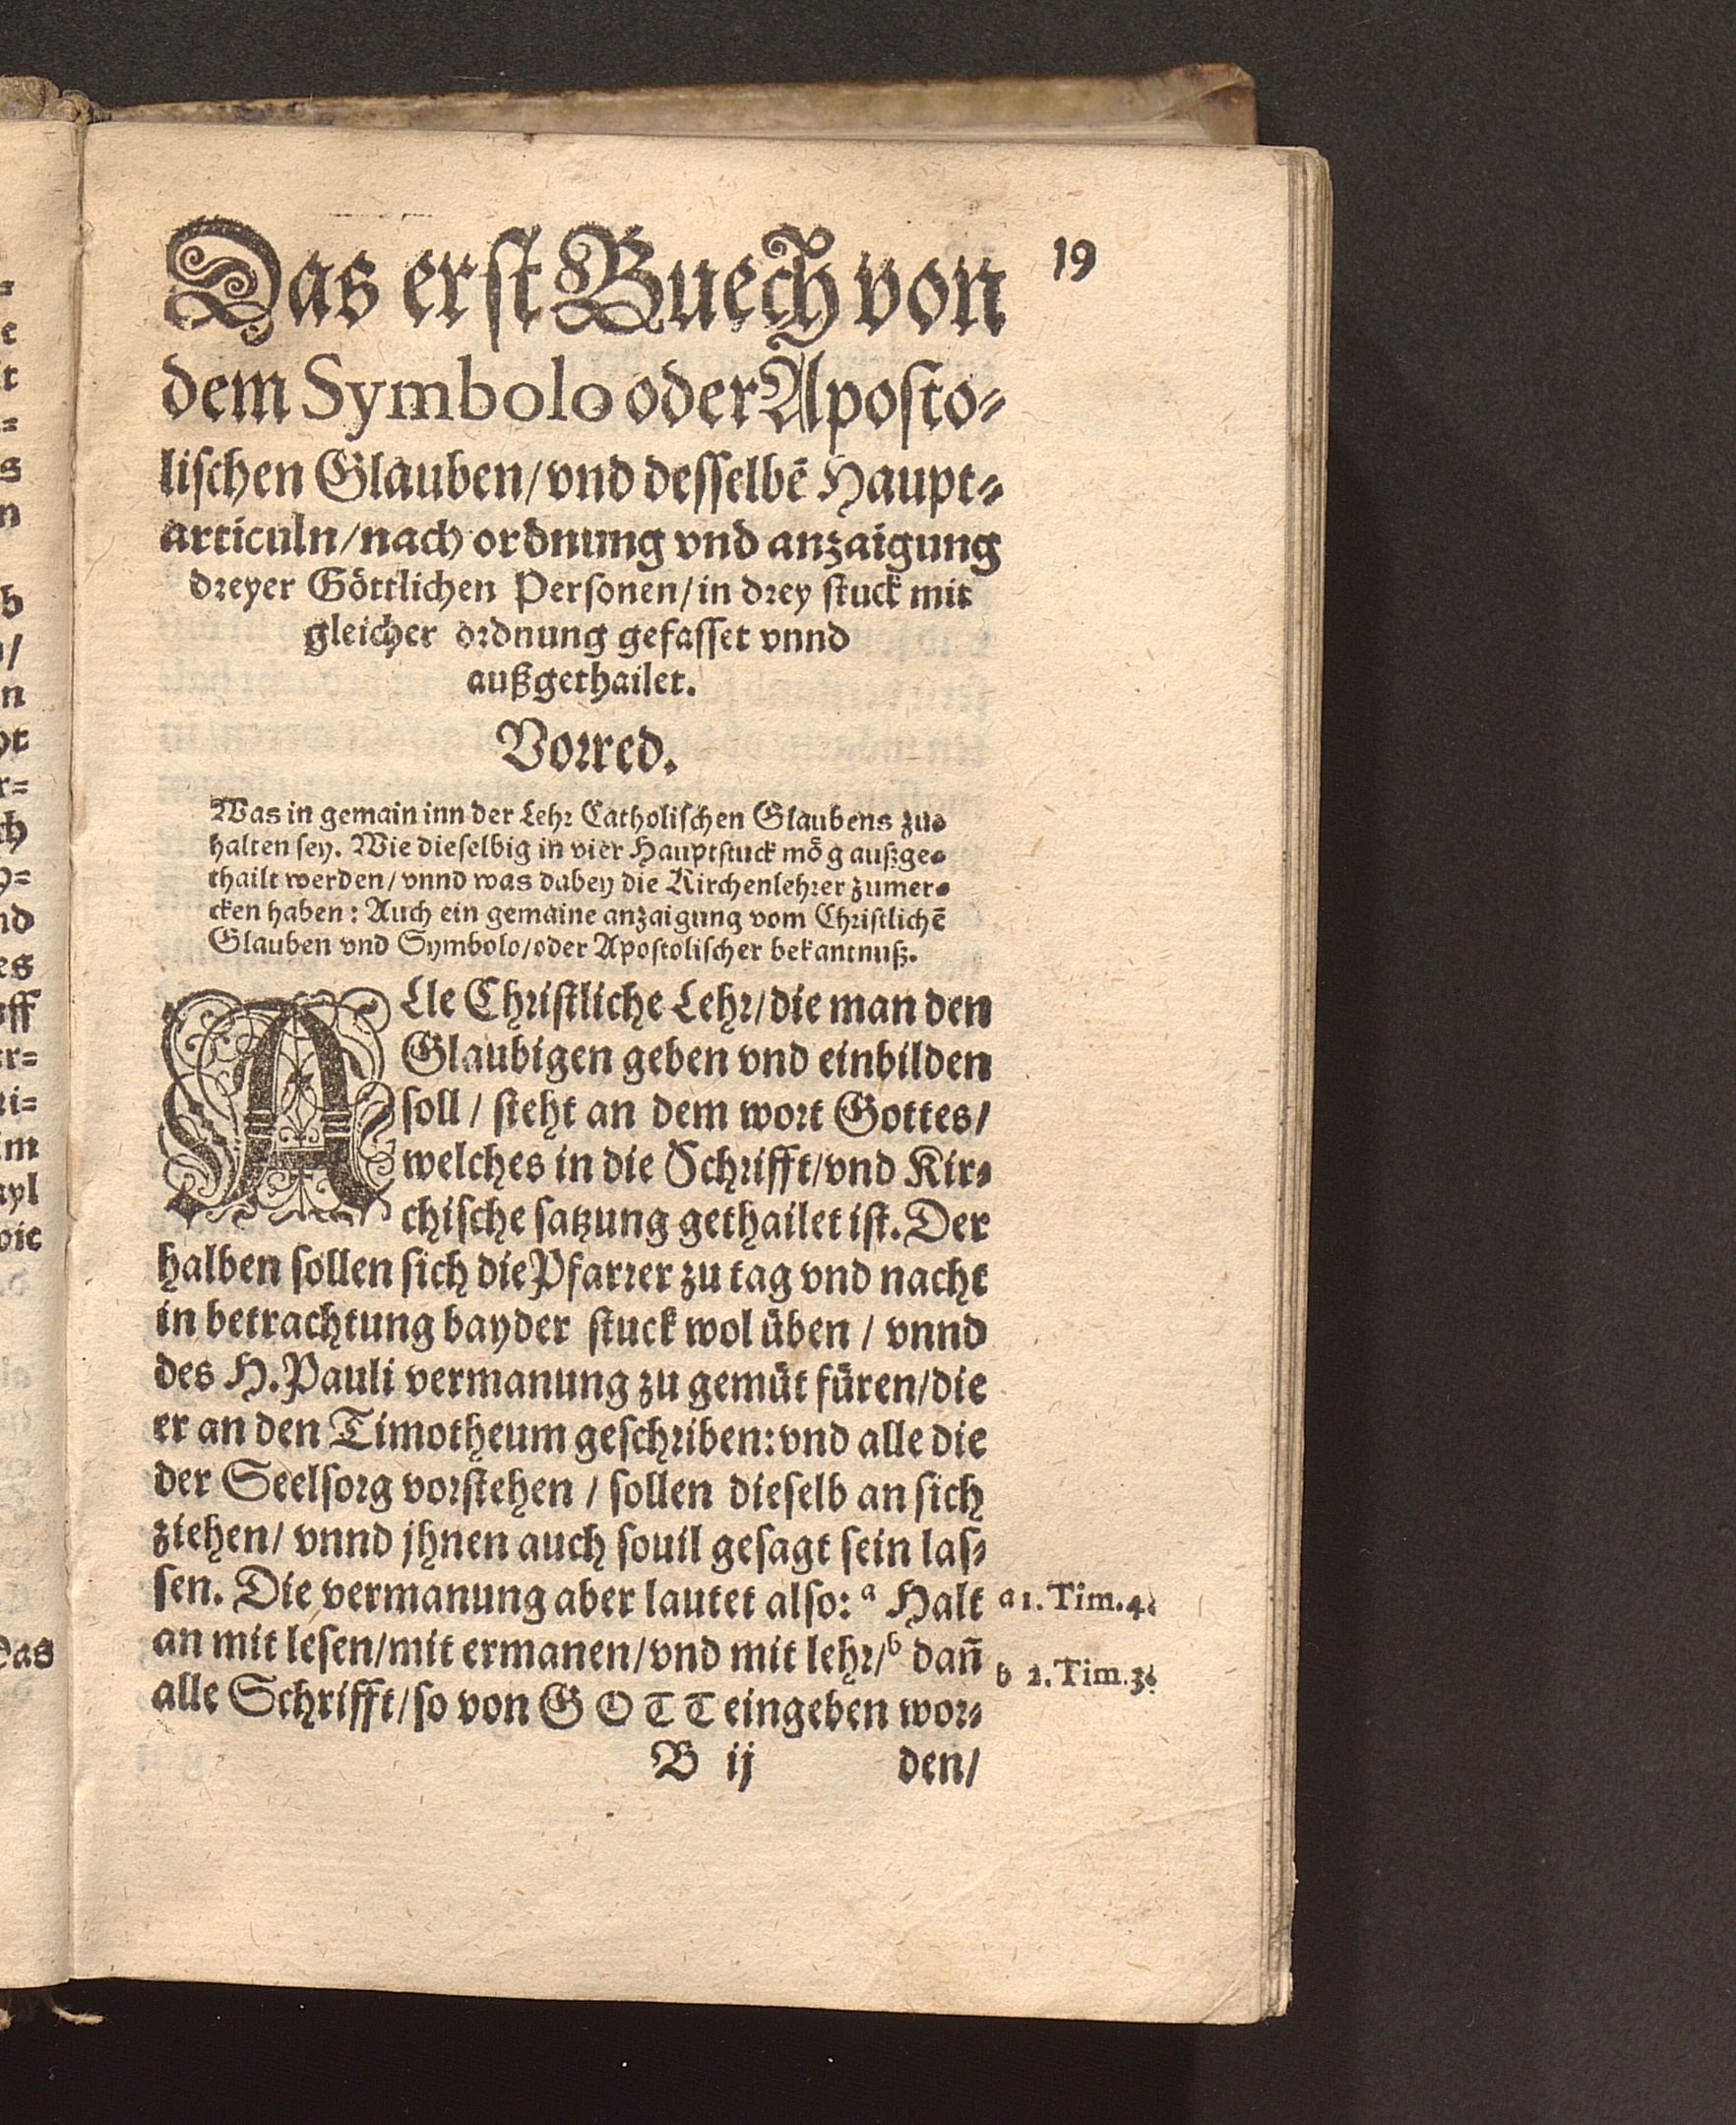 19
Das erst Buech von
dem Symbolo oder Aposto-
lischen Glauben/vnd desselbē Haupt-
articuln/nach ordnung vnd anzaigung
dreyer Göttlichen Personen/in drey stuck mit
gleicher ordnung gefasset vnnd
außgethailet.
Vorred.
Was in gemain inn der Lehr Catholischen Glaubens zu-
halten sey. Wie dieselbig in vier Hauptstuck mög außge-
thailt werden/vnnd was dabey die Kirchenlehrer zumer-
cken haben: Auch ein gemaine anzaigung vom Christlichē
Glauben vnd Symbolo/oder Apostolischer bekantnuß.
ALle Christliche Lehr/die man den
Glaubigen geben vnd einbilden
soll / steht an dem wort Gottes/
welches in die Schrifft/vnd Kir-
chische satzung gethailet ist. Der
halben sollen sich die Pfarrer zu tag vnd nacht
in betrachtung bayder stuck wol üben / vnnd
des H. Pauli vermanung zu gemüt füren/die
er an den Timotheum geschriben: vnd alle die
der Seelsorg vorstehen / sollen dieselb an sich
ziehen/ vnnd jhnen auch souil gesagt sein las-
sen. Die vermanung aber lautet also: a Halt
a 1. Tim. 4.
an mit lesen/mit ermanen/vnd mit lehr/ b dañ
b 2. Tim. 3.
alle Schrifft/so von GOTT eingeben wor-
B ij den/